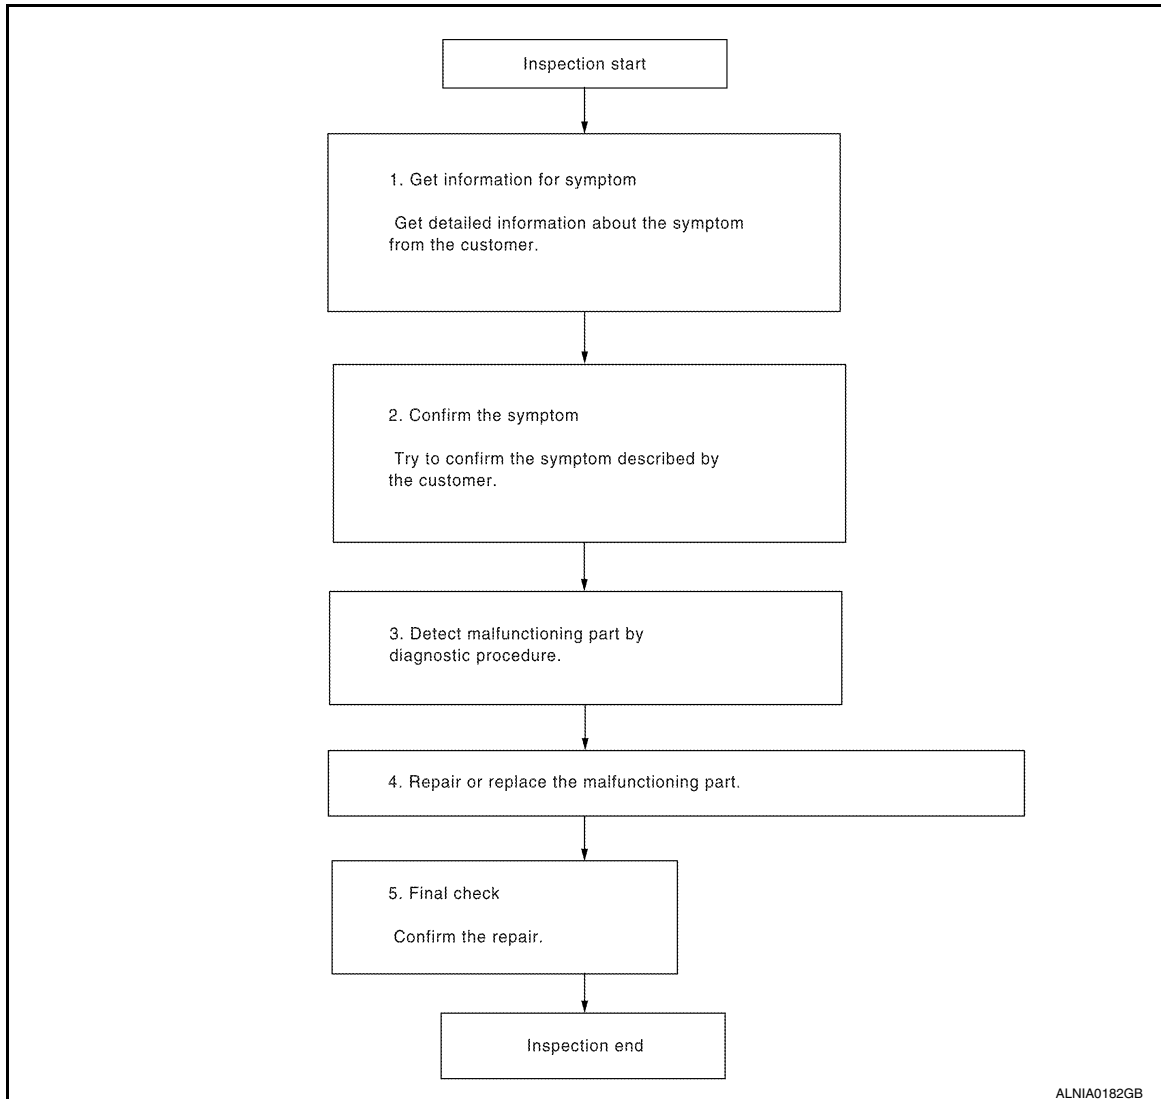 Inspection start
1. Get information for symptom
Get detailed information about the symptom
from the customer.
2. Confirm the symptom
Try to confirm the symptom described by
the customer.
3. Detect malfunctioning part by
diagnostic procedure.
4. Repair or replace the malfunctioning part.
5. Final check
Confirm the repair.
Inspection end
ALNIA0182GB